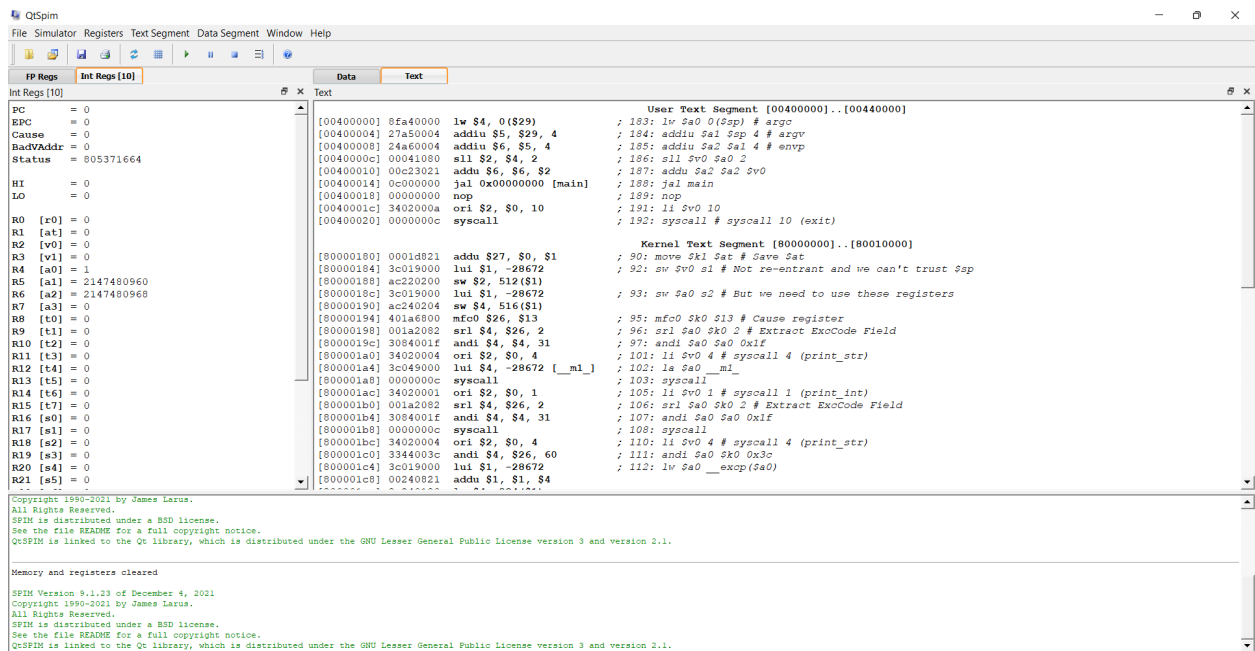 QtSpim
File Simulator Registers Text Segment Data Segment Window Help
FP Regs Int Regs [10]
Int Regs [10]
PC = 0
EPC = 0
Cause = 0
BadVAddr = 0
Status = 805371664
HI = 0
LO = 0
R0 [r0] = 0
R1 [at] = 0
R2 [v0] = 0
R3 [v1] = 0
R4 [a0] = 1
R5 [a1] = 2147480960
R6 [a2] = 2147480968
R7 [a3] = 0
R8 [t0] = 0
R9 [t1] = 0
R10 [t2] = 0
R11 [t3] = 0
R12 [t4] = 0
R13 [t5] = 0
R14 [t6] = 0
R15 [t7] = 0
R16 [s0] = 0
R17 [s1] = 0
R18 [s2] = 0
R19 [s3] = 0
R20 [s4] = 0
R21 [s5] = 0
Data Text
Text
User Text Segment [00400000]..[00440000]
[00400000] 8fa40000 lw $4, 0($29) ; 183: lw $a0 0($sp) # argc
[00400004] 27a50004 addiu $5, $29, 4 ; 184: addiu $a1 $sp 4 # argv
[00400008] 24a60004 addiu $6, $5, 4 ; 185: addiu $a2 $a1 4 # envp
[0040000c] 00041080 sll $2, $4, 2 ; 186: sll $v0 $a0 2
[00400010] 00c23021 addu $6, $6, $2 ; 187: addu $a2 $a2 $v0
[00400014] 0c000000 jal 0x00000000 [main] ; 188: jal main
[00400018] 00000000 nop ; 189: nop
[0040001c] 3402000a ori $2, $0, 10 ; 191: li $v0 10
[00400020] 0000000c syscall ; 192: syscall # syscall 10 (exit)
Kernel Text Segment [80000000]..[80010000]
[80000180] 0001d821 addu $27, $0, $1 ; 90: move $k1 $at # Save $at
[80000184] 3c019000 lui $1, -28672 ; 92: sw $v0 s1 # Not re-entrant and we can't trust $sp
[80000188] ac220200 sw $2, 512($1)
[8000018c] 3c019000 lui $1, -28672 ; 93: sw $a0 s2 # But we need to use these registers
[80000190] ac240204 sw $4, 516($1)
[80000194] 401a6800 mfc0 $26, $13 ; 95: mfc0 $k0 $13 # Cause register
[80000198] 001a2082 srl $4, $26, 2 ; 96: srl $a0 $k0 2 # Extract ExcCode Field
[8000019c] 3084001f andi $4, $4, 31 ; 97: andi $a0 $a0 0x1f
[800001a0] 34020004 ori $2, $0, 4 ; 101: li $v0 4 # syscall 4 (print_str)
[800001a4] 3c049000 lui $4, -28672 [__m1_] ; 102: la $a0 __m1_
[800001a8] 0000000c syscall ; 103: syscall
[800001ac] 34020001 ori $2, $0, 1 ; 105: li $v0 1 # syscall 1 (print_int)
[800001b0] 001a2082 srl $4, $26, 2 ; 106: srl $a0 $k0 2 # Extract ExcCode Field
[800001b4] 3084001f andi $4, $4, 31 ; 107: andi $a0 $a0 0x1f
[800001b8] 0000000c syscall ; 108: syscall
[800001bc] 34020004 ori $2, $0, 4 ; 110: li $v0 4 # syscall 4 (print_str)
[800001c0] 3344003c andi $4, $26, 60 ; 111: andi $a0 $k0 0x3c
[800001c4] 3c019000 lui $1, -28672 ; 112: lw $a0 __excp($a0)
[800001c8] 00240821 addu $1, $1, $4
Copyright 1990-2021 by James Larus.
All Rights Reserved.
SPIM is distributed under a BSD license.
See the file README for a full copyright notice.
QtSPIM is linked to the Qt library, which is distributed under the GNU Lesser General Public License version 3 and version 2.1.
Memory and registers cleared
SPIM Version 9.1.23 of December 4, 2021
Copyright 1990-2021 by James Larus.
All Rights Reserved.
SPIM is distributed under a BSD license.
See the file README for a full copyright notice.
QtSPIM is linked to the Qt library, which is distributed under the GNU Lesser General Public License version 3 and version 2.1.